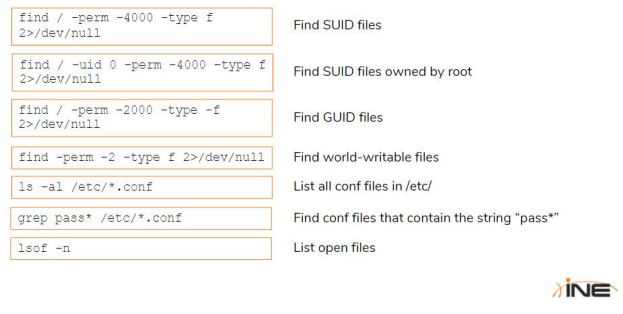 find / -perm -4000 -type f
2>/dev/null
Find SUID files
find / -uid 0 -perm -4000 -type f
2>/dev/null
Find SUID files owned by root
find / -perm -2000 -type -f
2>/dev/null
Find GUID files
find -perm -2 -type f 2>/dev/null
Find world-writable files
ls -al /etc/*.conf
List all conf files in /etc/
grep pass* /etc/*.conf
Find conf files that contain the string “pass*”
lsof -n
List open files
INE